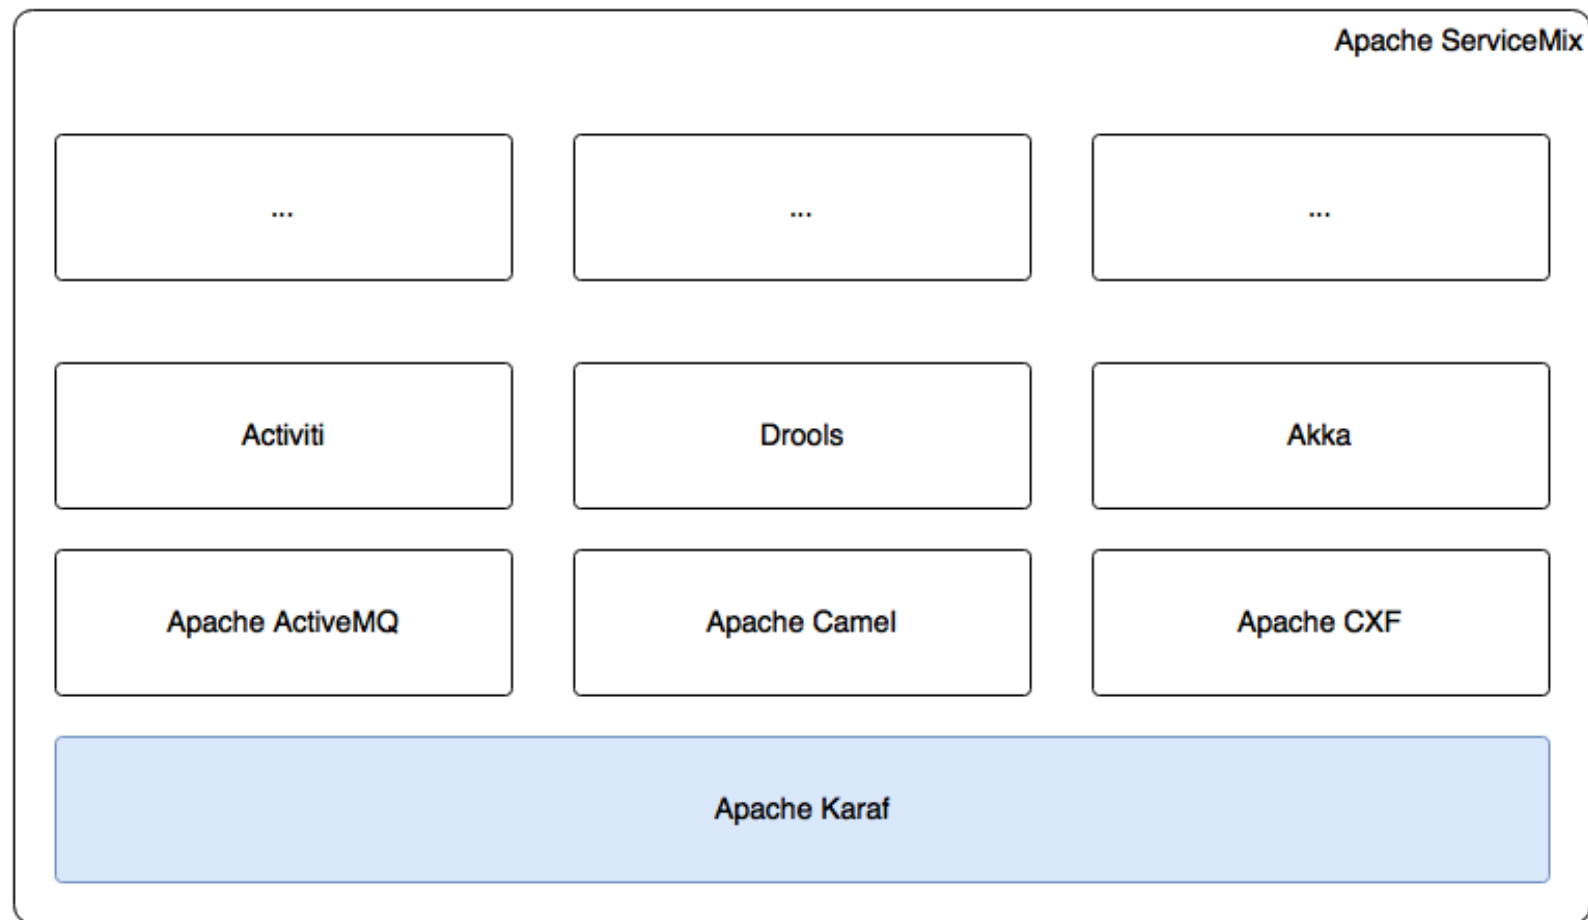 Apache ServiceMix
...
...
...
Activiti
Drools
Akka
Apache ActiveMQ
Apache Camel
Apache CXF
Apache Karaf